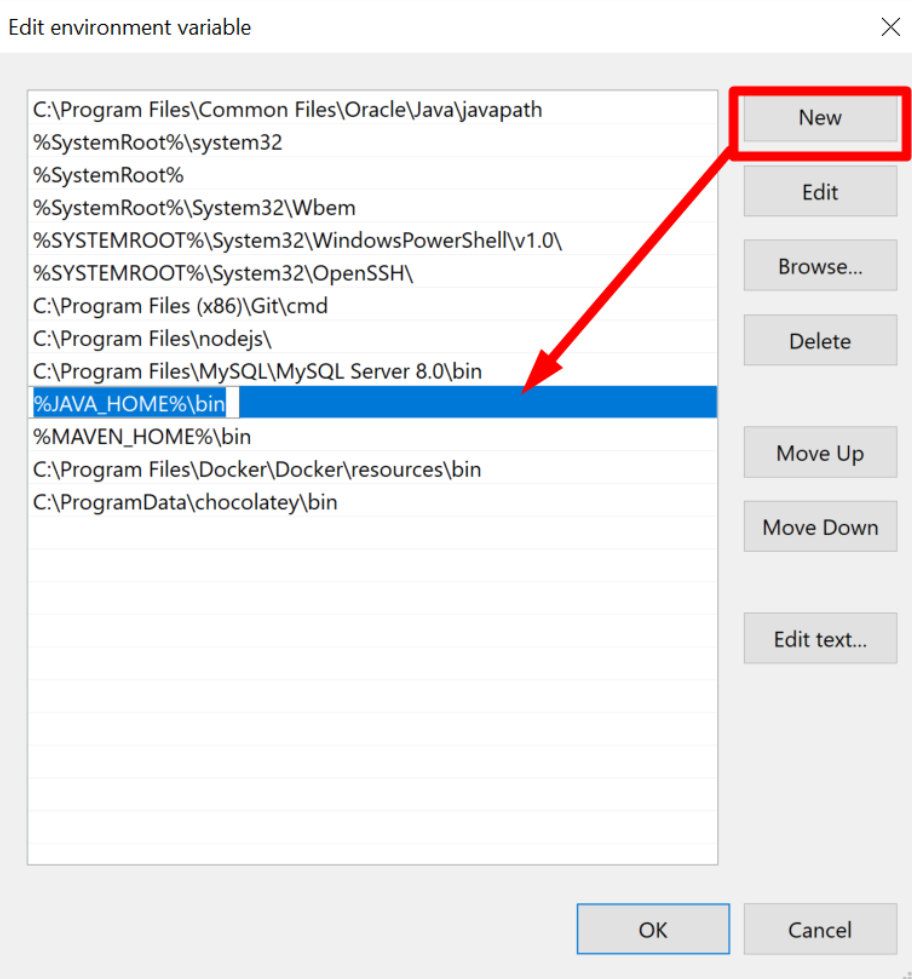 Edit environment variable
C:\Program Files\Common Files\Oracle\Java\javapath
%SystemRoot%\system32
%SystemRoot%
%SystemRoot%\System32\Wbem
%SYSTEMROOT%\System32\WindowsPowerShell\v1.0\
%SYSTEMROOT%\System32\OpenSSH\
C:\Program Files (x86)\Git\cmd
C:\Program Files\nodejs\
C:\Program Files\MySQL\MySQL Server 8.0\bin
%JAVA_HOME%\bin
%MAVEN_HOME%\bin
C:\Program Files\Docker\Docker\resources\bin
C:\ProgramData\chocolatey\bin
New
Edit
Browse...
Delete
Move Up
Move Down
Edit text...
OK
Cancel